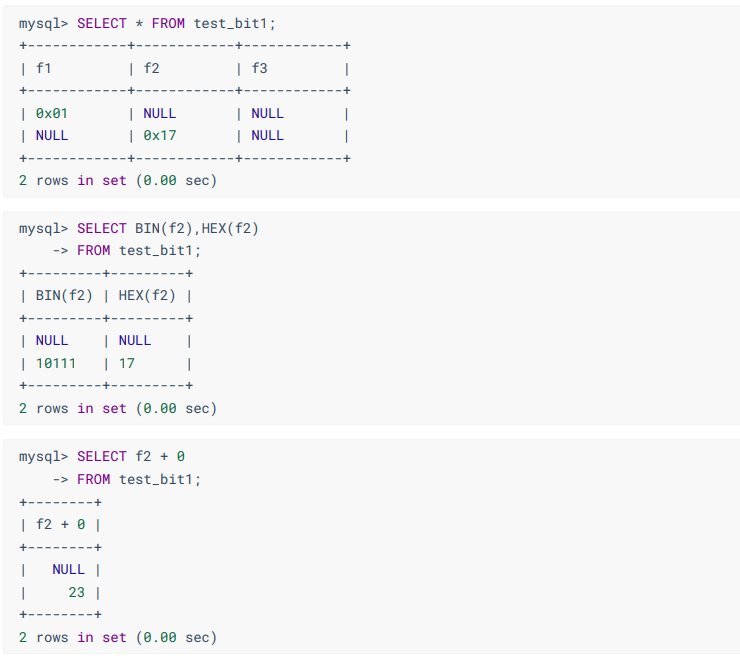 mysql> SELECT * FROM test_bit1;
+------------+------------+------------+
| f1         | f2         | f3         |
+------------+------------+------------+
| 0x01       | NULL       | NULL       |
| NULL       | 0x17       | NULL       |
+------------+------------+------------+
2 rows in set (0.00 sec)
mysql> SELECT BIN(f2),HEX(f2)
    -> FROM test_bit1;
+---------+---------+
| BIN(f2) | HEX(f2) |
+---------+---------+
| NULL    | NULL    |
| 10111   | 17      |
+---------+---------+
2 rows in set (0.00 sec)
mysql> SELECT f2 + 0
    -> FROM test_bit1;
+--------+
| f2 + 0 |
+--------+
|   NULL |
|     23 |
+--------+
2 rows in set (0.00 sec)